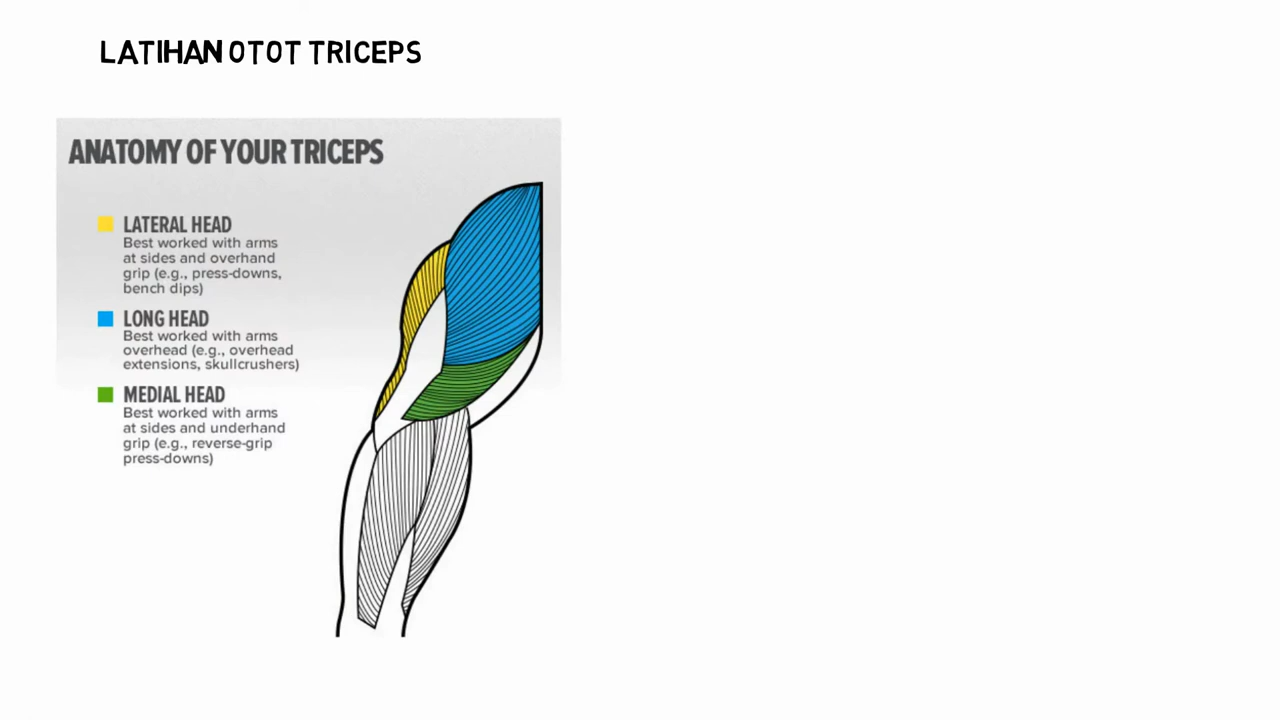 LATIHAN OTOT TRICEPS
ANATOMY OF YOUR TRICEPS
LATERAL HEAD
Best worked with arms
at sides and overhand
grip (e.g., press-downs,
bench dips)
LONG HEAD
Best worked with arms
overhead (e.g., overhead
extensions, skullcrushers)
MEDIAL HEAD
Best worked with arms
at sides and underhand
grip (e.g., reverse-grip
press-downs)